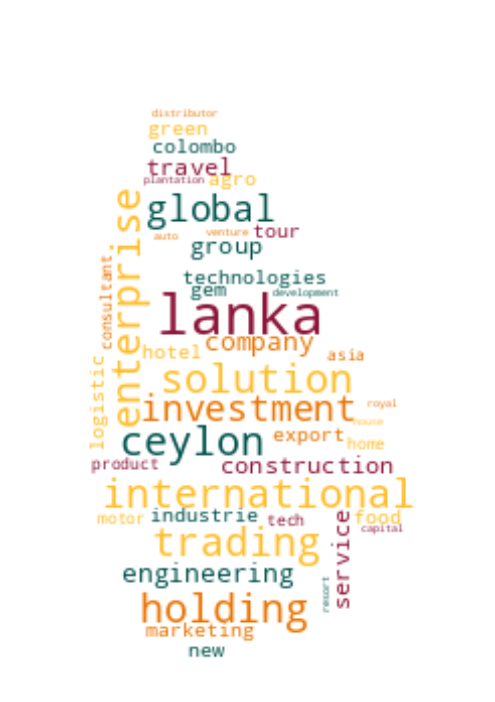 distributor
green
colombo
travel
plantation agro
enterprise
global
auto venture tour
group
consultant
technologies
gem development
lanka
company
hotel asia
logistic
solution
investment royal
house
ceylon export home
product construction
international
motor industrie tech food
capital
service
trading
engineering
resort
holding
marketing
new